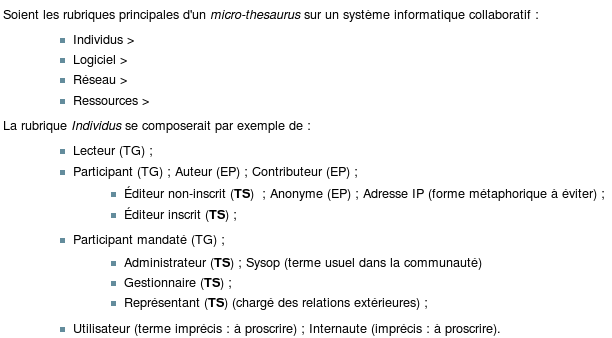 Soient les rubriques principales d'un micro-thesaurus sur un système informatique collaboratif :
Individus >
Logiciel >
Réseau >
Ressources >
La rubrique Individus se composerait par exemple de :
Lecteur (TG) ;
Participant (TG) ; Auteur (EP) ; Contributeur (EP) ;
Éditeur non-inscrit (TS) ; Anonyme (EP) ; Adresse IP (forme métaphorique à éviter) ;
Éditeur inscrit (TS) ;
Participant mandaté (TG) ;
Administrateur (TS) ; Sysop (terme usuel dans la communauté)
Gestionnaire (TS) ;
Représentant (TS) (chargé des relations extérieures) ;
Utilisateur (terme imprécis : à proscrire) ; Internaute (imprécis : à proscrire).